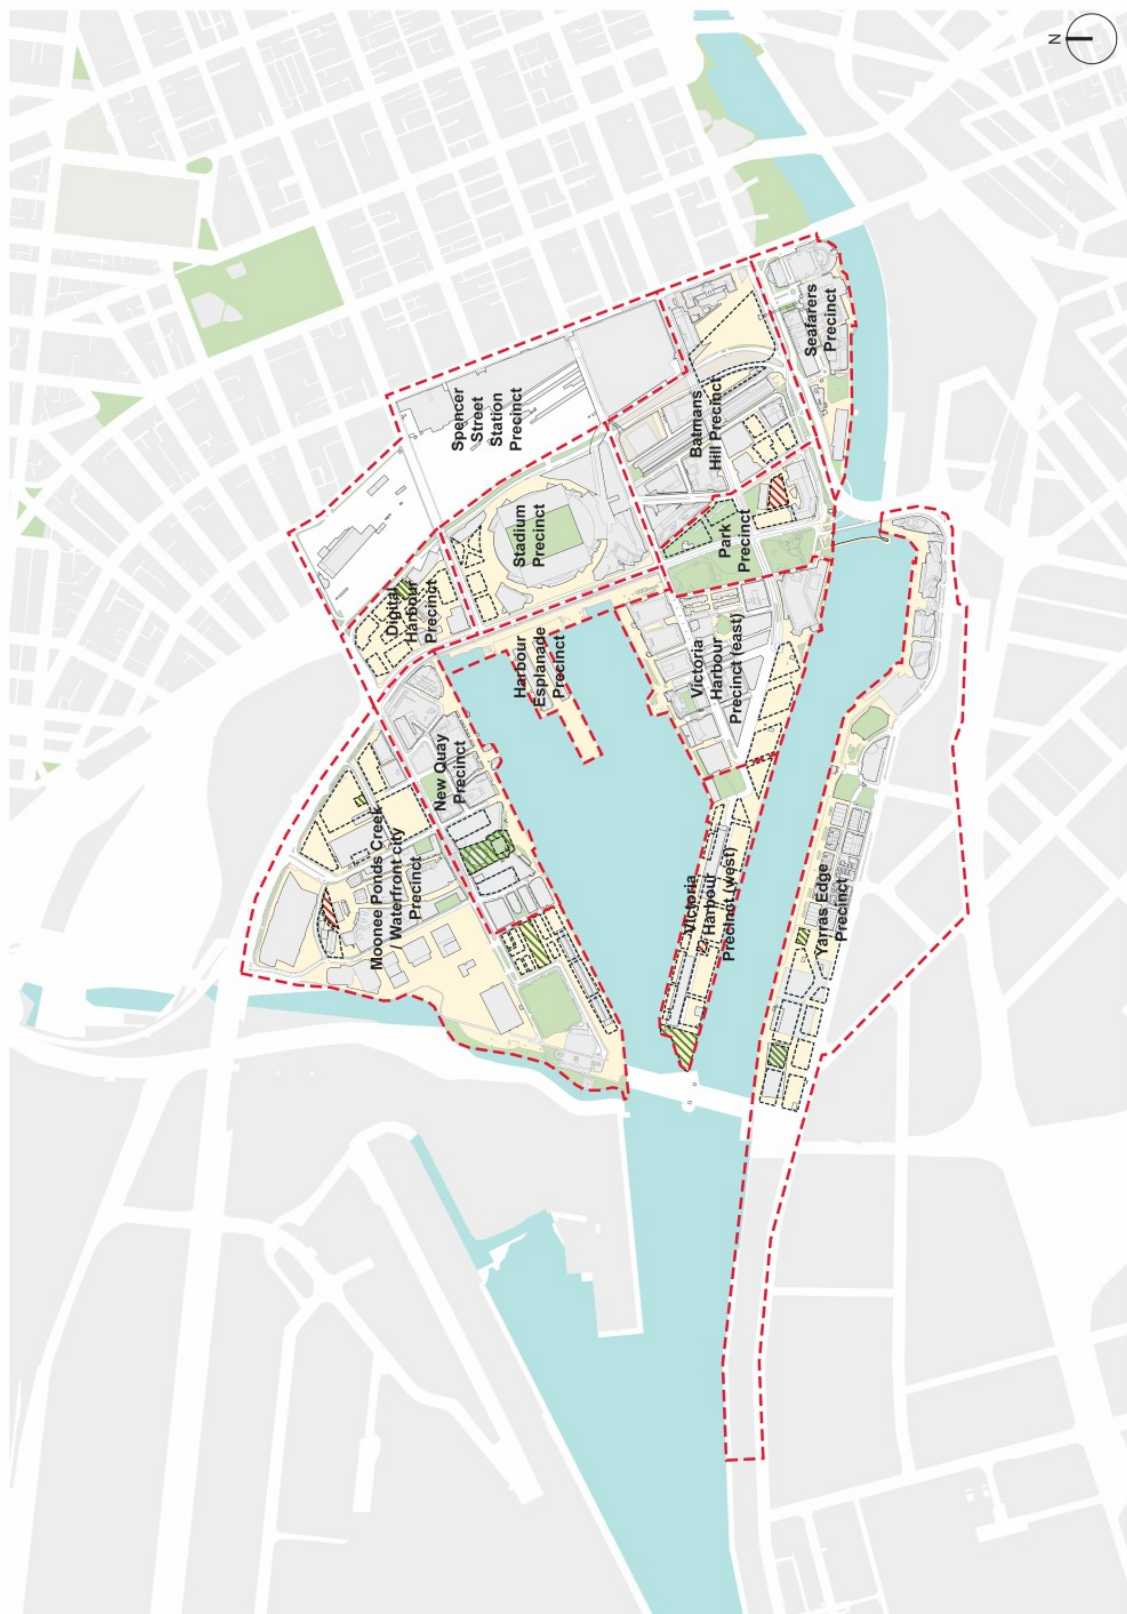 N
Spencer
Street
Station
Precinct
Seafarers
Precinct
Batmans
Hill Precinct
Stadium
Precinct
Park
Precinct
Digital
Harbour
Precinct
Harbour
Esplanade
Precinct
Victoria
Harbour
Precinct (east)
New Quay
Precinct
Moonee Ponds Creek
/ Waterfront city
Precinct
Victoria
Harbour
Precinct (west)
Yarras Edge
Precinct